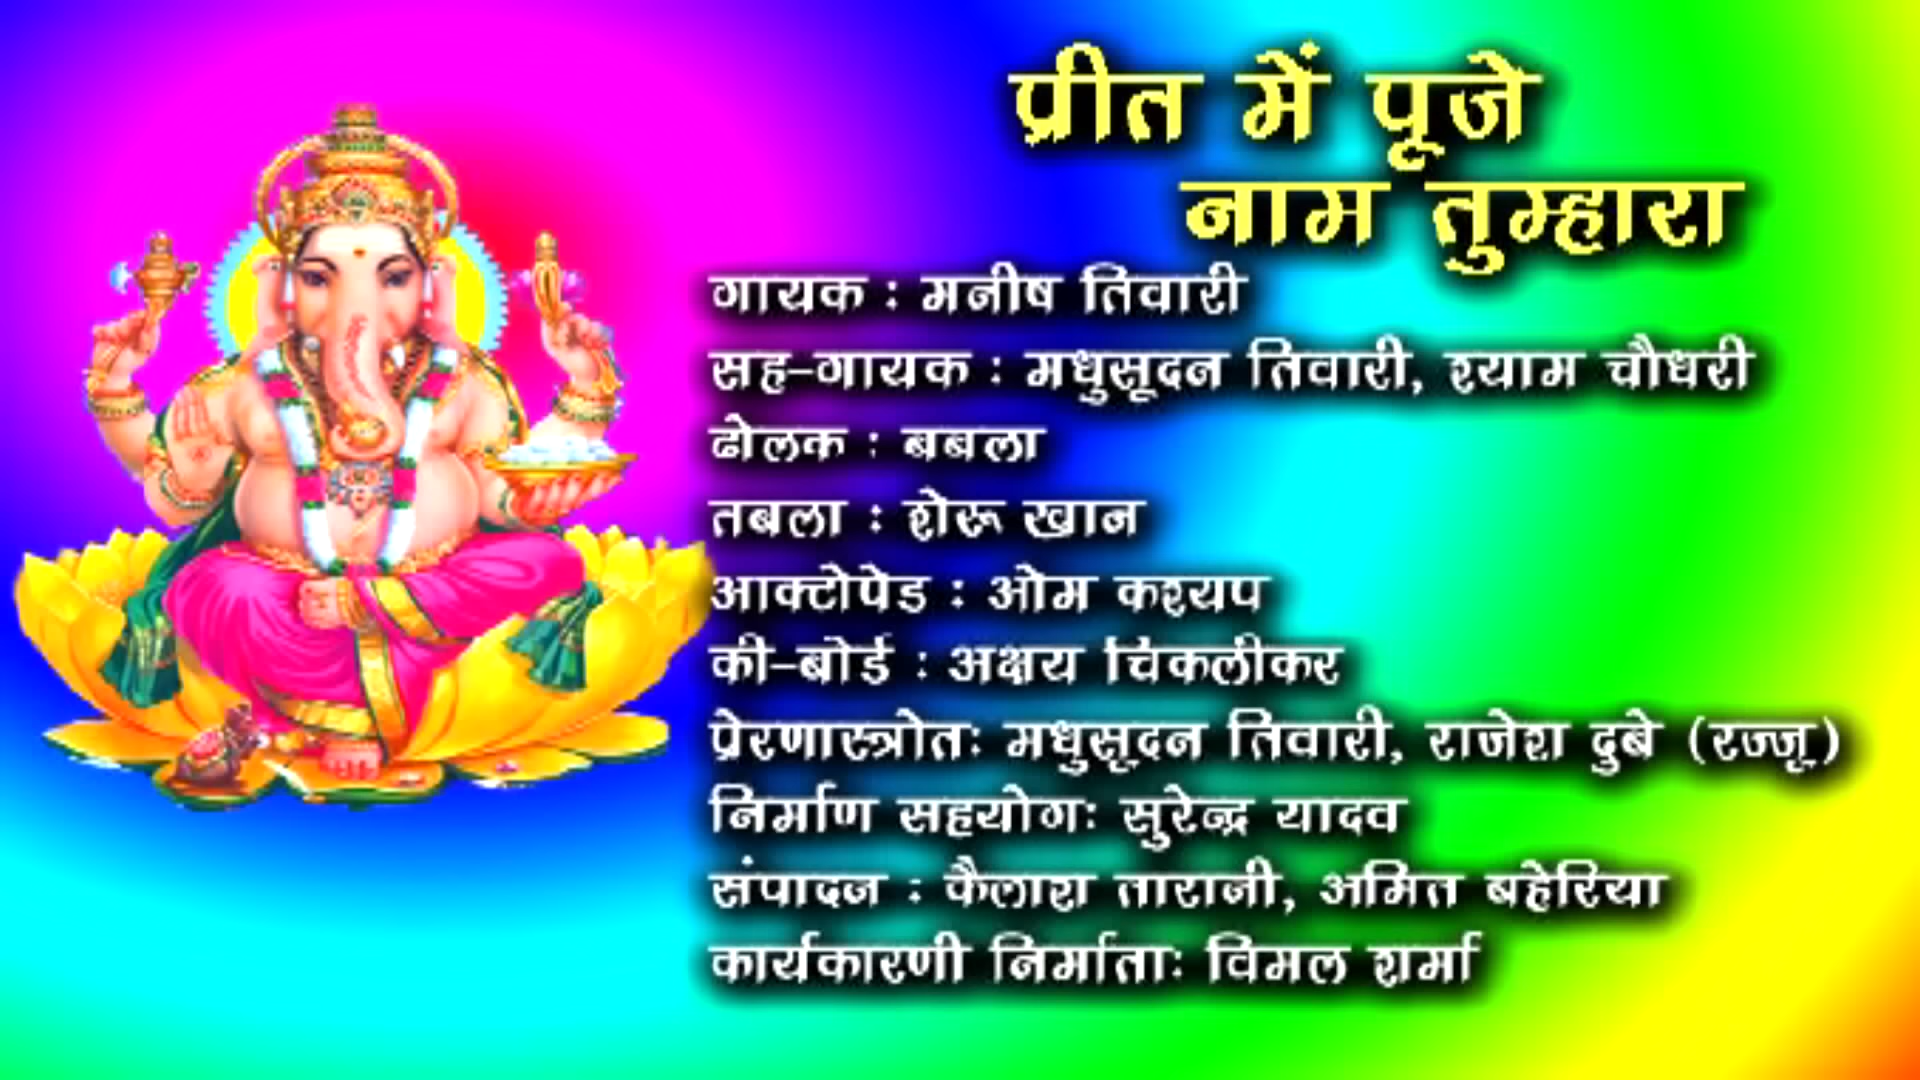 प्रीत में पूजे
नाम तुम्हारा
गायक : मनीष तिवारी
सह-गायक : मधुसूदन तिवारी, श्याम चौधरी
ढोलक : बबला
तबला : शेरू खान
आक्टोपेड : ओम कश्यप
की-बोर्ड : अक्षय चिंकलीकर
प्रेरणास्त्रोतः मधुसूदन तिवारी, राजेश दुबे (रज्जू)
निर्माण सहयोगः सुरेन्द्र यादव
संपादन : कैलाश तारानी, अमित बहेरिया
कार्यकारणी निर्माताः विमल शर्मा